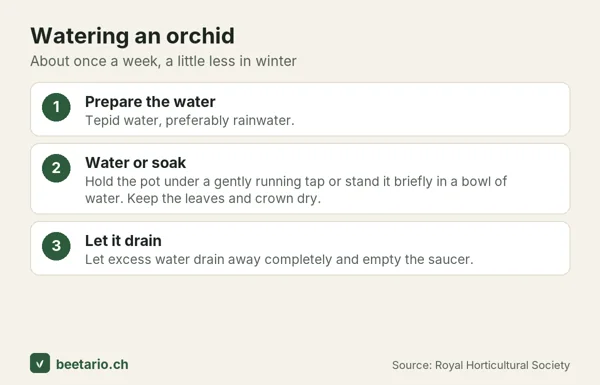 Watering an orchid
About once a week, a little less in winter
1
Prepare the water
Tepid water, preferably rainwater.
2
Water or soak
Hold the pot under a gently running tap or stand it briefly in a bowl of
water. Keep the leaves and crown dry.
3
Let it drain
Let excess water drain away completely and empty the saucer.
beetario.ch
Source: Royal Horticultural Society